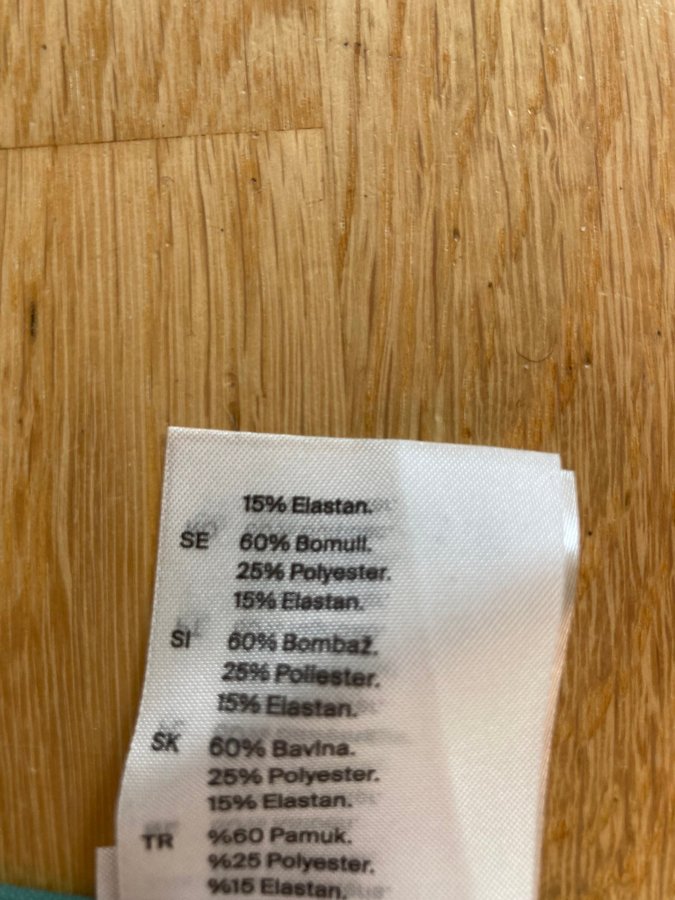 15% Elastan.
SE 60% Bomull.
25% Polyester.
15% Elastan.
SI 60% Bombaž.
25% Poliester.
15% Elastan.
SK 60% Bavlna.
25% Polyester.
15% Elastan.
TR %60 Pamuk.
%25 Polyester.
%15 Elastan.